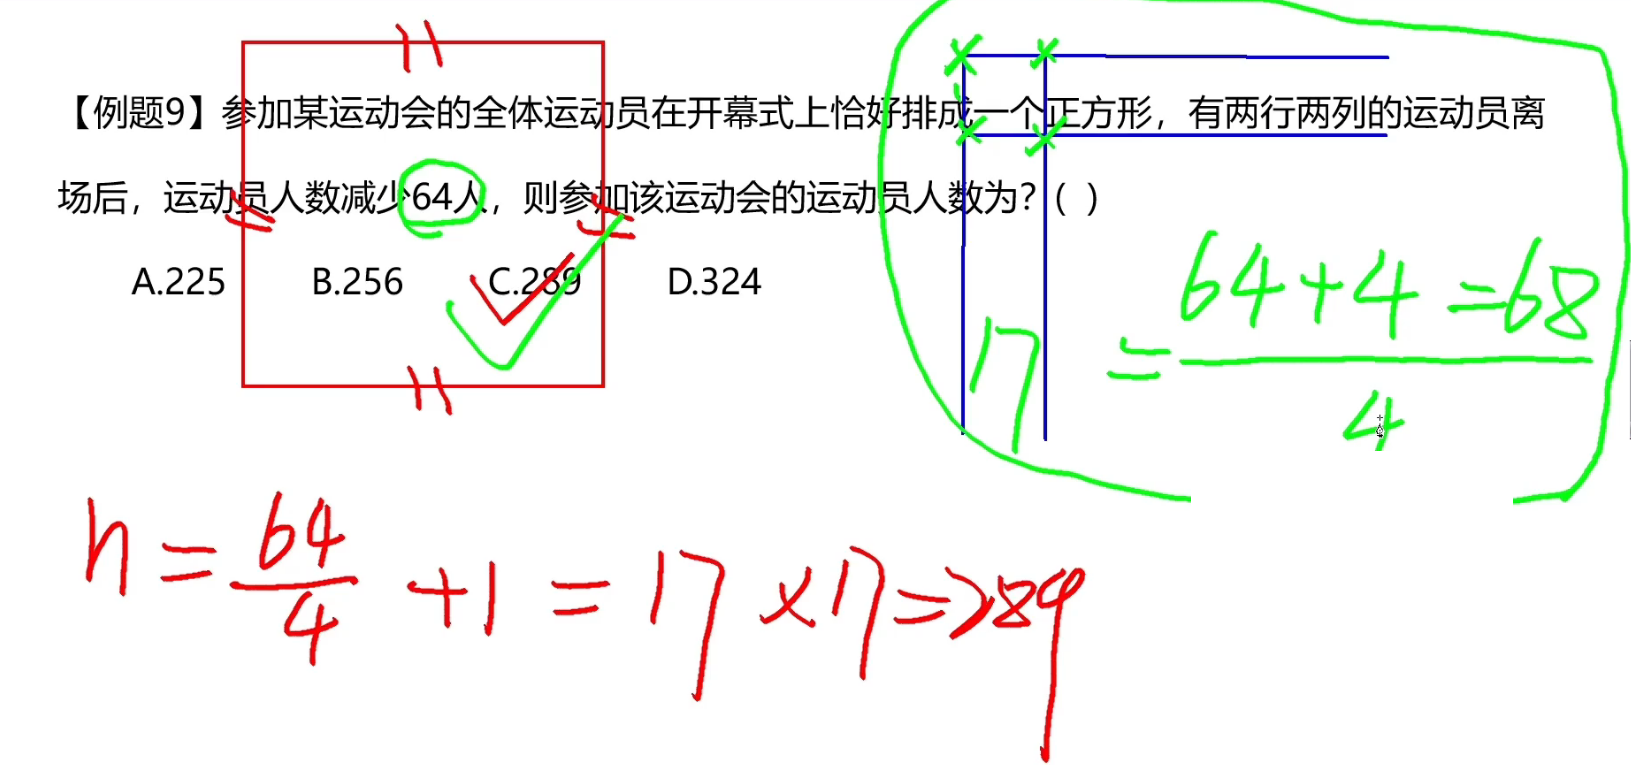 【例题9】参加某运动会的全体运动员在开幕式上恰好排成一个正方形，有两行两列的运动员离
场后，运动员人数减少64人，则参加该运动会的运动员人数为？( )
A.225 B.256 C.289 D.324
17 = 64+4=68
4
n = 64/4 +1 = 17 ×17=289